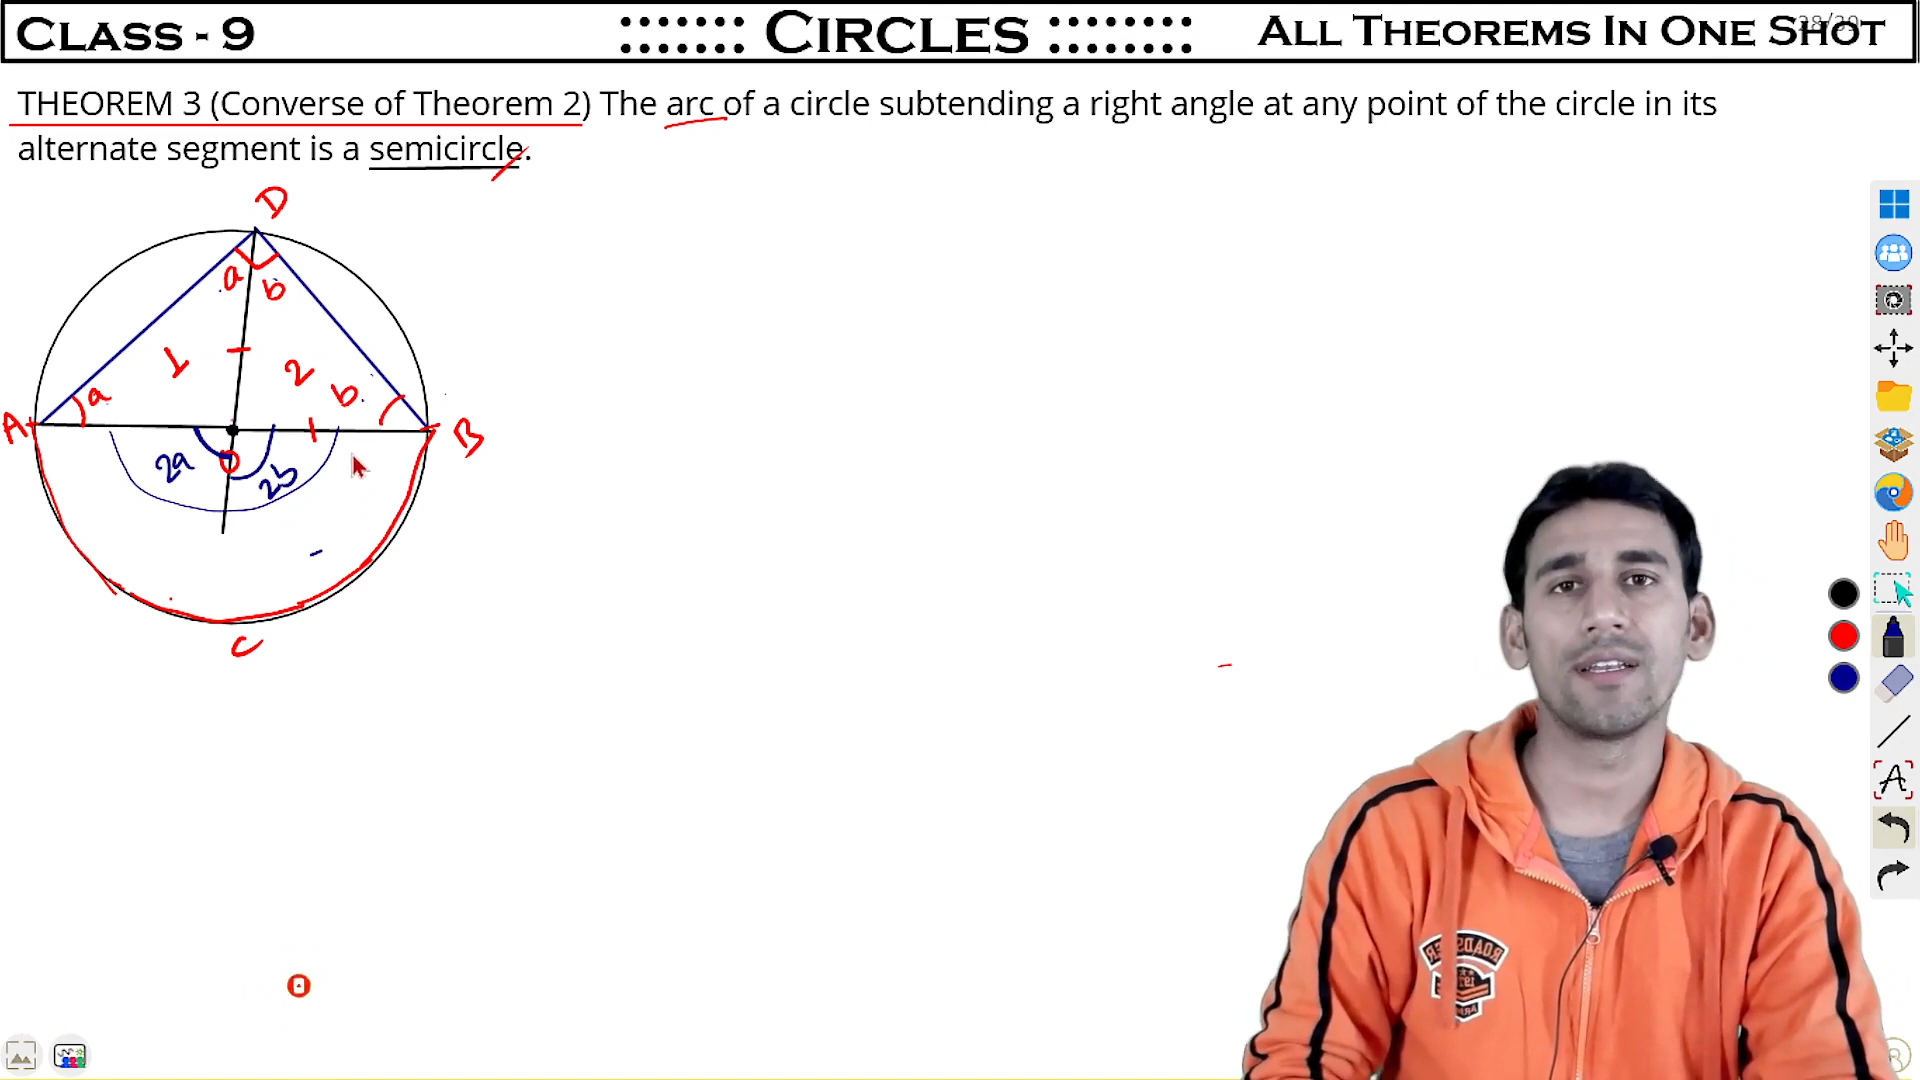 CLASS - 9
CIRCLES
ALL THEOREMS IN ONE SHOT
THEOREM 3 (Converse of Theorem 2) The arc of a circle subtending a right angle at any point of the circle in its
alternate segment is a semicircle.
D
a b
1 2
a b
A B
2a O 2b
C